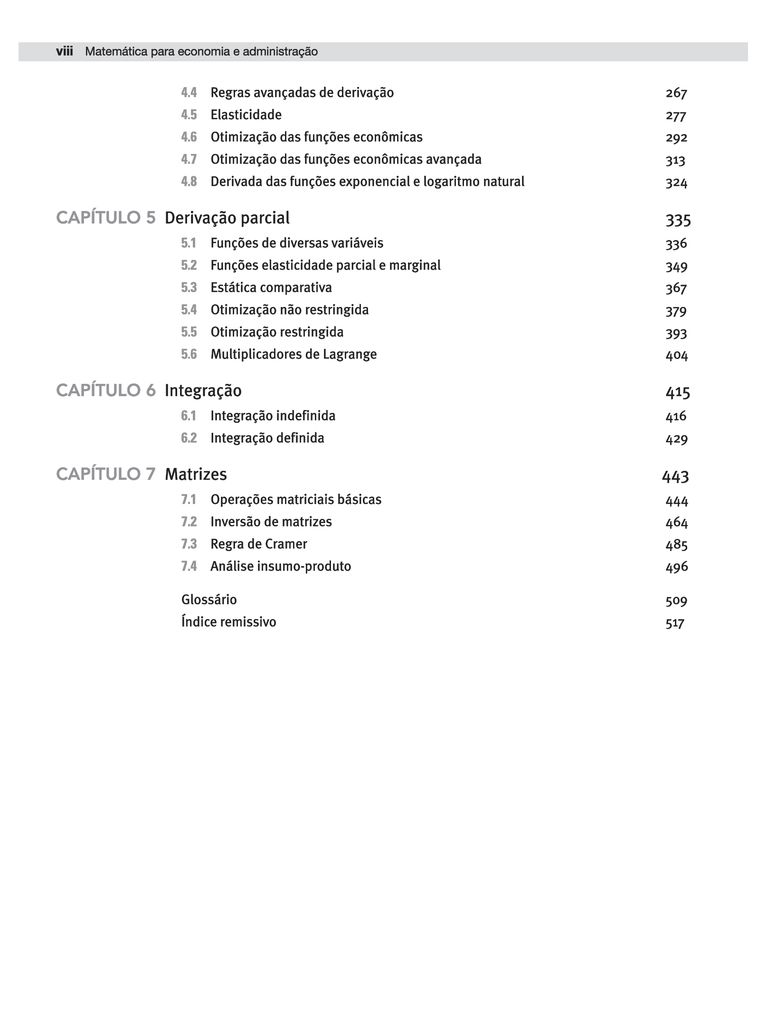 viii Matemática para economia e administração
4.4 Regras avançadas de derivação 267
4.5 Elasticidade 277
4.6 Otimização das funções econômicas 292
4.7 Otimização das funções econômicas avançada 313
4.8 Derivada das funções exponencial e logaritmo natural 324
CAPÍTULO 5 Derivação parcial 335
5.1 Funções de diversas variáveis 336
5.2 Funções elasticidade parcial e marginal 349
5.3 Estática comparativa 367
5.4 Otimização não restringida 379
5.5 Otimização restringida 393
5.6 Multiplicadores de Lagrange 404
CAPÍTULO 6 Integração 415
6.1 Integração indefinida 416
6.2 Integração definida 429
CAPÍTULO 7 Matrizes 443
7.1 Operações matriciais básicas 444
7.2 Inversão de matrizes 464
7.3 Regra de Cramer 485
7.4 Análise insumo-produto 496
Glossário 509
Índice remissivo 517